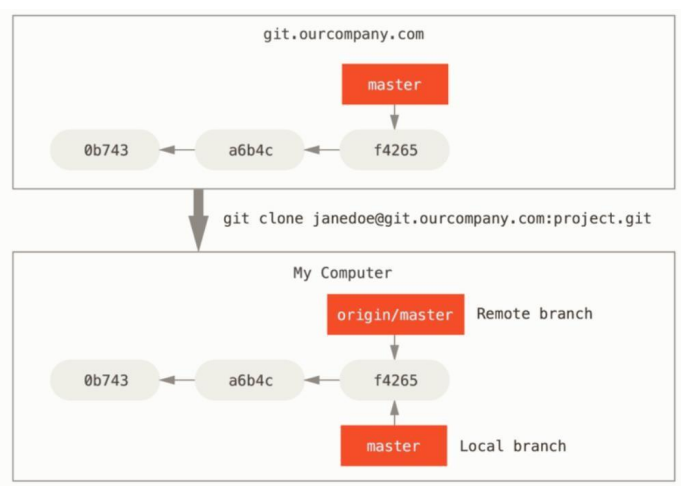 git.ourcompany.com
master
0b743 a6b4c f4265
git clone janedoe@git.ourcompany.com:project.git
My Computer
origin/master Remote branch
0b743 a6b4c f4265
master Local branch